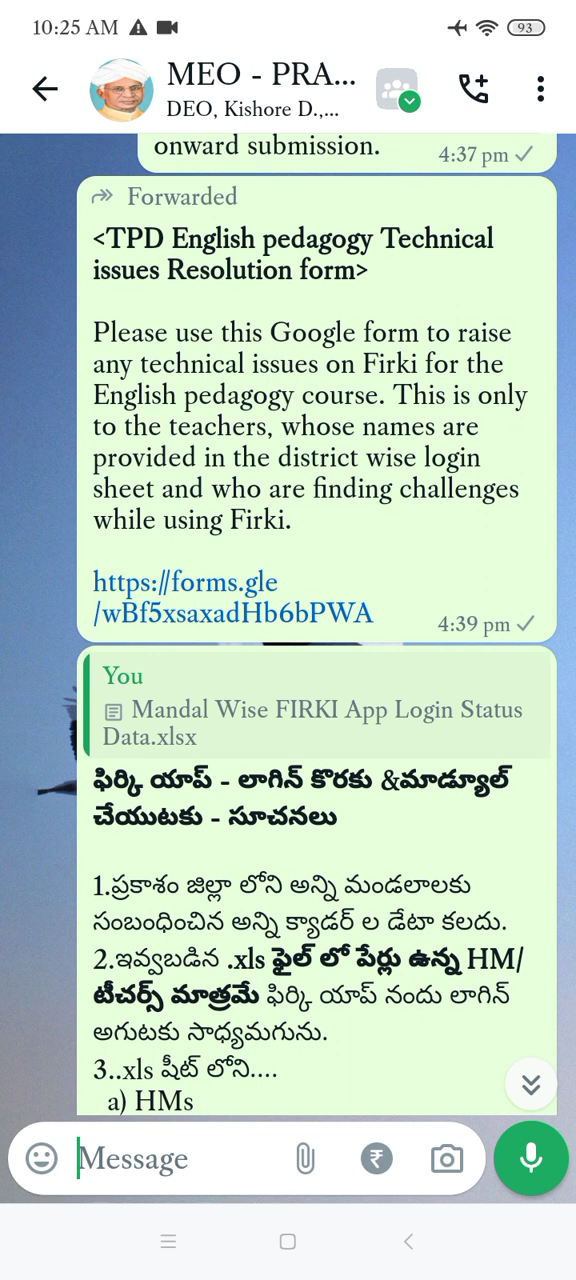 10:25 AM
93
MEO - PRA...
DEO, Kishore D.,...
onward submission.
4:37 pm
Forwarded
<TPD English pedagogy Technical
issues Resolution form>
Please use this Google form to raise
any technical issues on Firki for the
English pedagogy course. This is only
to the teachers, whose names are
provided in the district wise login
sheet and who are finding challenges
while using Firki.
https://forms.gle
/wBf5xsaxadHb6bPWA
4:39 pm
You
Mandal Wise FIRKI App Login Status
Data.xlsx
ఫిర్కి యాప్ - లాగిన్ కొరకు &మాడ్యూల్
చేయుటకు - సూచనలు
1.ప్రకాశం జిల్లా లోని అన్ని మండలాలకు
సంబంధించిన అన్ని క్యాడర్ ల డేటా కలదు.
2.ఇవ్వబడిన .xls ఫైల్ లో పేర్లు ఉన్న HM/
టీచర్స్ మాత్రమే ఫిర్కి యాప్ నందు లాగిన్
అగుటకు సాధ్యమగును.
3..xls షీట్ లోని....
a) HMs
Message